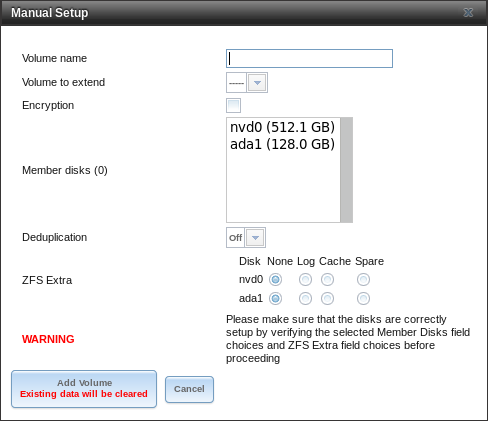 Manual Setup
Volume name
Volume to extend -----
Encryption
Member disks (0)
nvd0 (512.1 GB)
ada1 (128.0 GB)
Deduplication Off
ZFS Extra
Disk None Log Cache Spare
nvd0
ada1
WARNING
Please make sure that the disks are correctly
setup by verifying the selected Member Disks field
choices and ZFS Extra field choices before
proceeding
Add Volume
Existing data will be cleared
Cancel